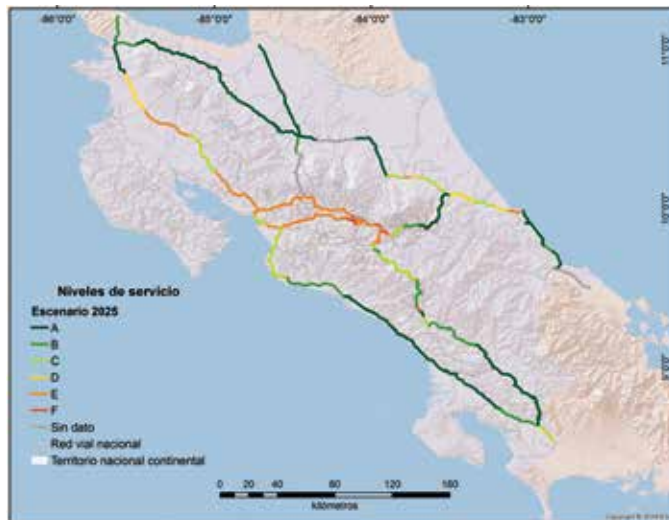 -86°0'0" -85°0'0" -84°0'0" -83°0'0"
11°0'0"
10°0'0"
9°0'0"
Niveles de servicio
Escenario 2025
A
B
C
D
E
F
Sin dato
Red vial nacional
Territorio nacional continental
0 20 40 80 120 160
kilómetros
Copyright ©